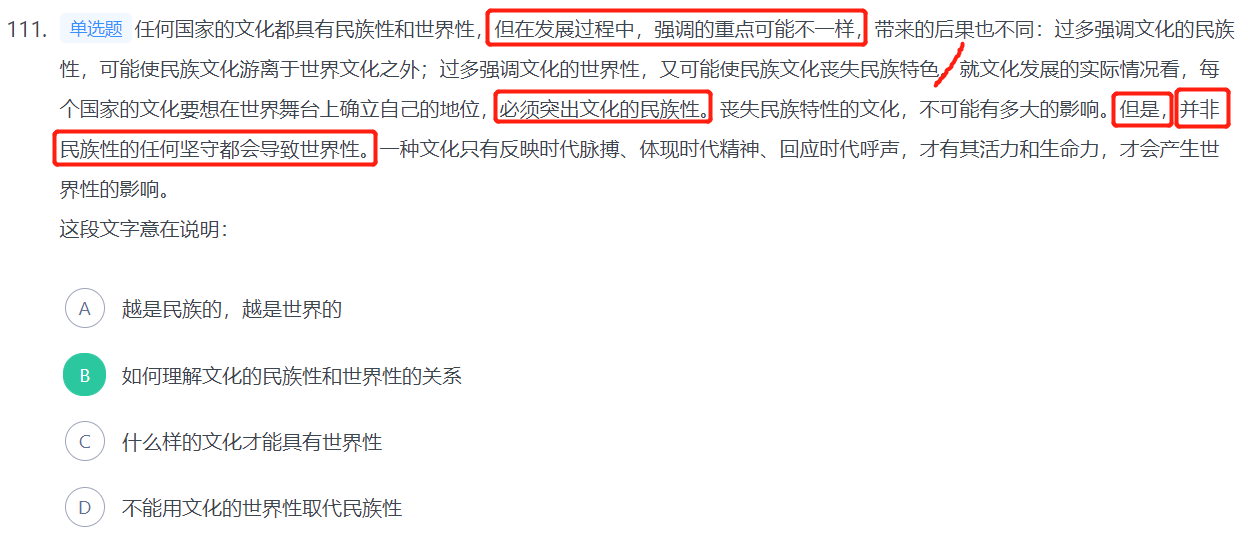 111. 单选题 任何国家的文化都具有民族性和世界性，但在发展过程中，强调的重点可能不一样，带来的后果也不同：过多强调文化的民族
性，可能使民族文化游离于世界文化之外；过多强调文化的世界性，又可能使民族文化丧失民族特色。就文化发展的实际情况看，每
个国家的文化要想在世界舞台上确立自己的地位，必须突出文化的民族性。丧失民族特性的文化，不可能有多大的影响。但是，并非
民族性的任何坚守都会导致世界性。一种文化只有反映时代脉搏、体现时代精神、回应时代呼声，才有其活力和生命力，才会产生世
界性的影响。
这段文字意在说明：
A 越是民族的，越是世界的
B 如何理解文化的民族性和世界性的关系
C 什么样的文化才能具有世界性
D 不能用文化的世界性取代民族性